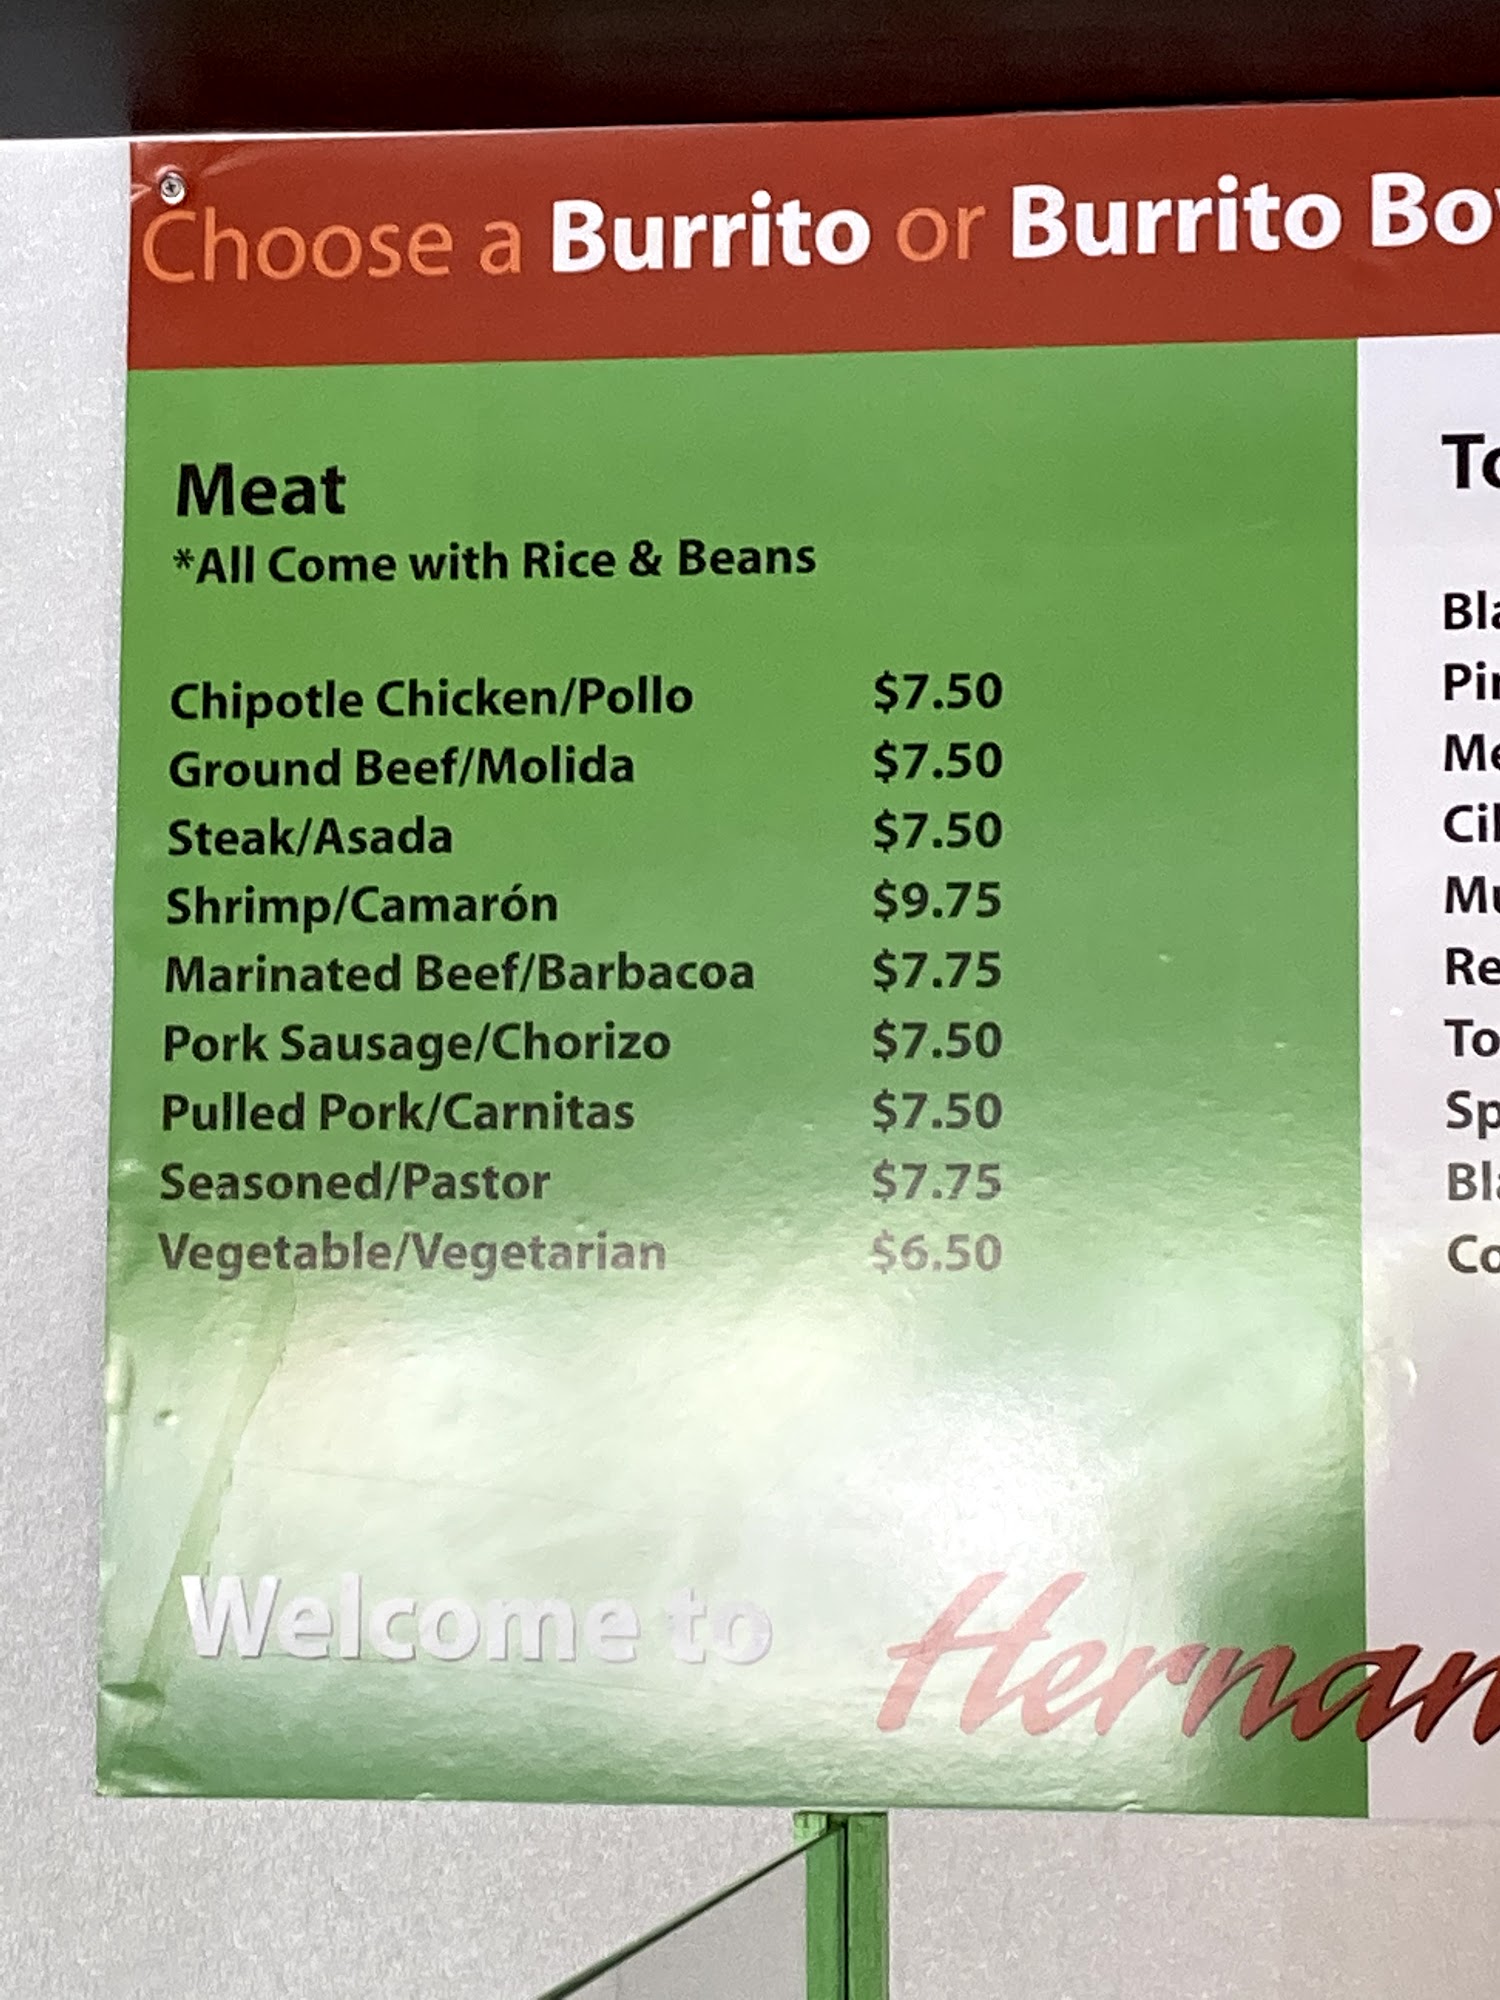 Choose a Burrito or Burrito
Meat
*All Come with Rice & Beans
Chipotle Chicken/Pollo $7.50
Ground Beef/Molida $7.50
Steak/Asada $7.50
Shrimp/Camarón $9.75
Marinated Beef/Barbacoa $7.75
Pork Sausage/Chorizo $7.50
Pulled Pork/Carnitas $7.50
Seasoned/Pastor $7.75
Vegetable/Vegetarian $6.50
Welcome to